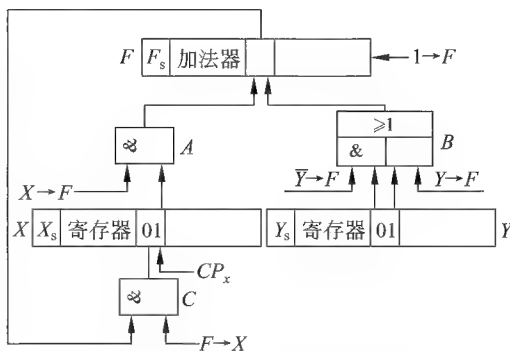 F F_s 加法器 1→F
≥1
& A & B
X→F Y̅→F Y→F
X X_s 寄存器 01 Y_s 寄存器 01 Y
CP_x
& C
F→X